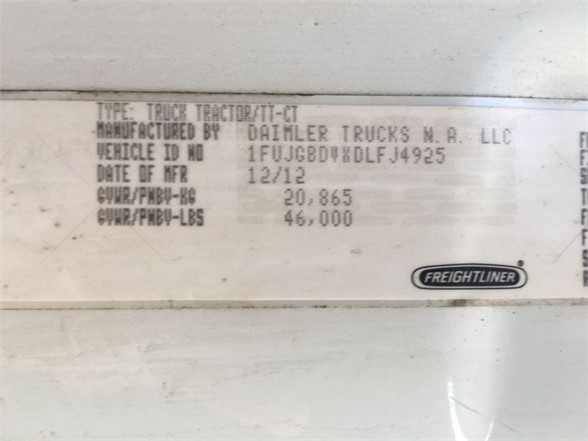 TYPE: TRUCK TRACTOR/TT-CT
MANUFACTURED BY DAIMLER TRUCKS N.A. LLC
VEHICLE ID NO 1FUJGBDVXDLFJ4925
DATE OF MFR 12/12
GVWR/PNBV-KG 20,865
GVWR/PNBV-LBS 46,000
FREIGHTLINER®